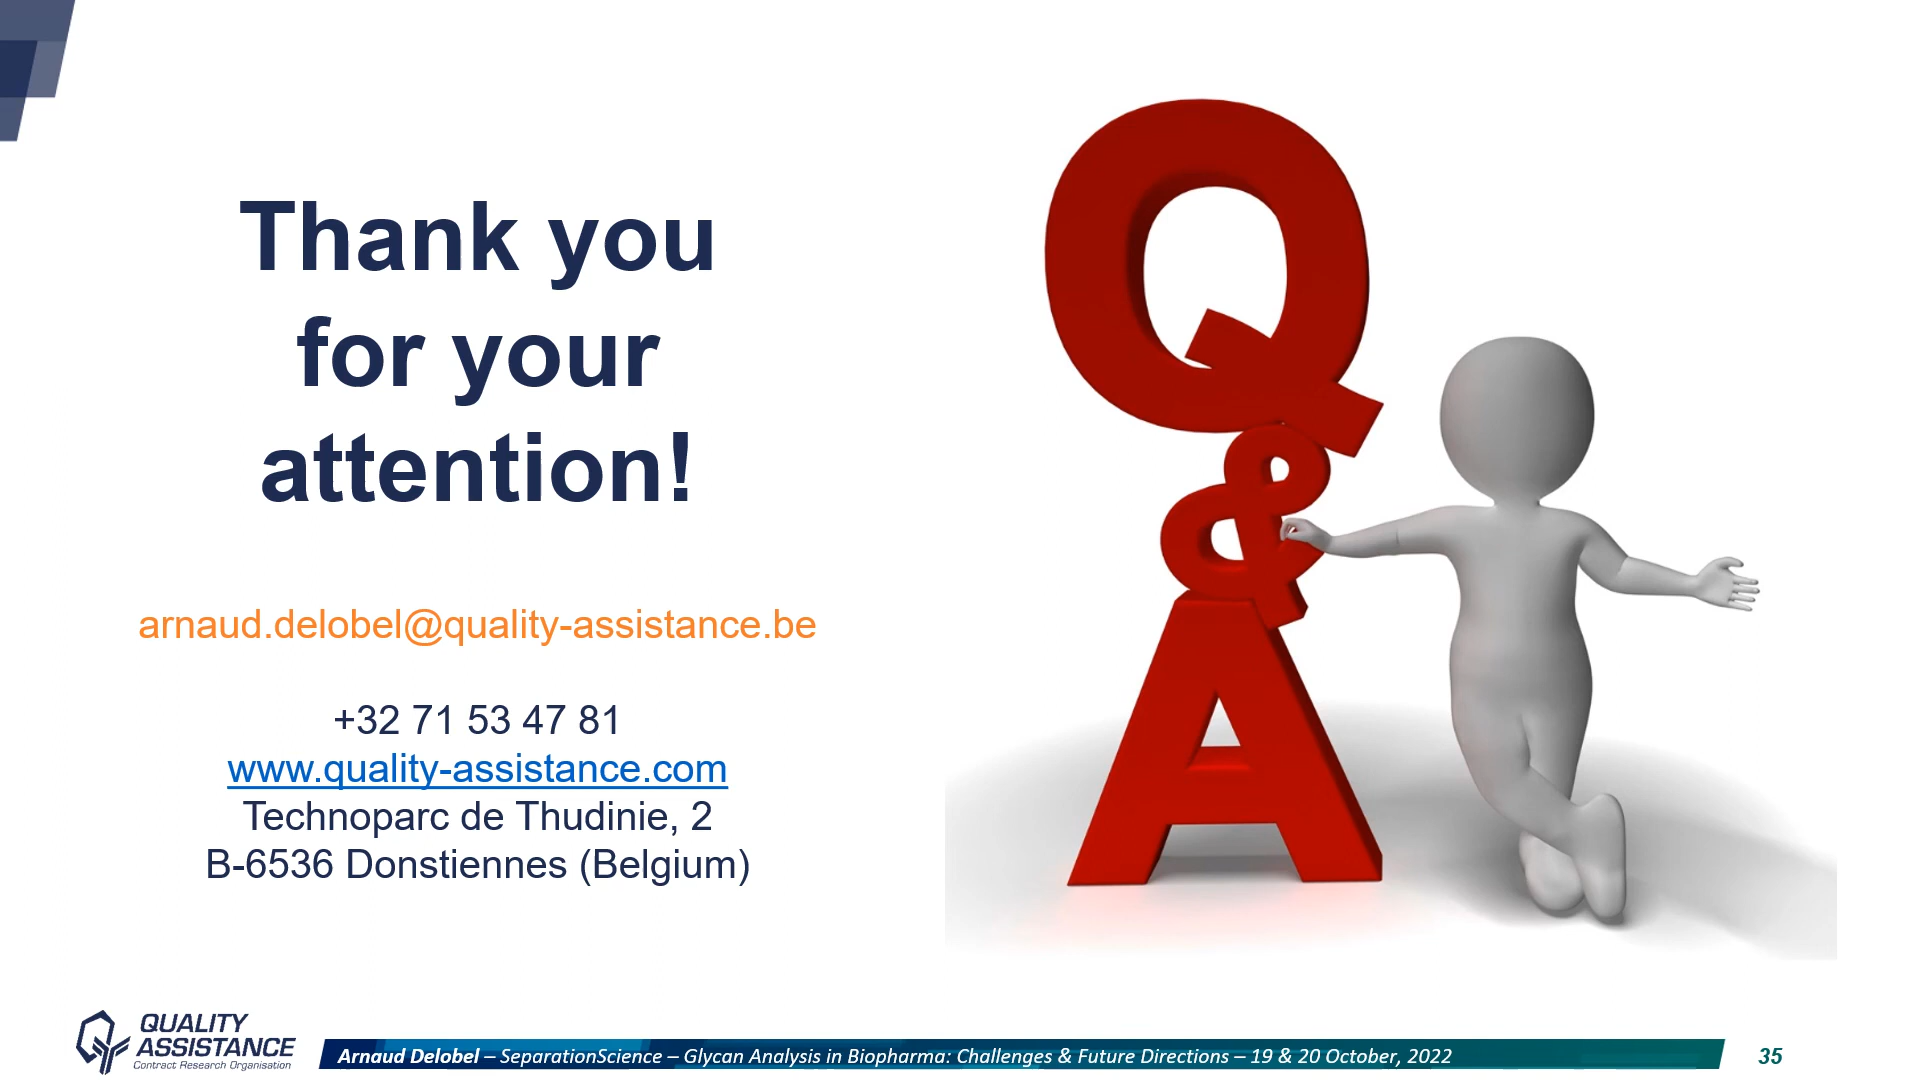 Thank you
for your
attention!
arnaud.delobel@quality-assistance.be
+32 71 53 47 81
www.quality-assistance.com
Technoparc de Thudinie, 2
B-6536 Donstiennes (Belgium)
Q
&
A
QUALITY
ASSISTANCE
Contract Research Organisation
Arnaud Delobel – SeparationScience – Glycan Analysis in Biopharma: Challenges & Future Directions – 19 & 20 October, 2022
35